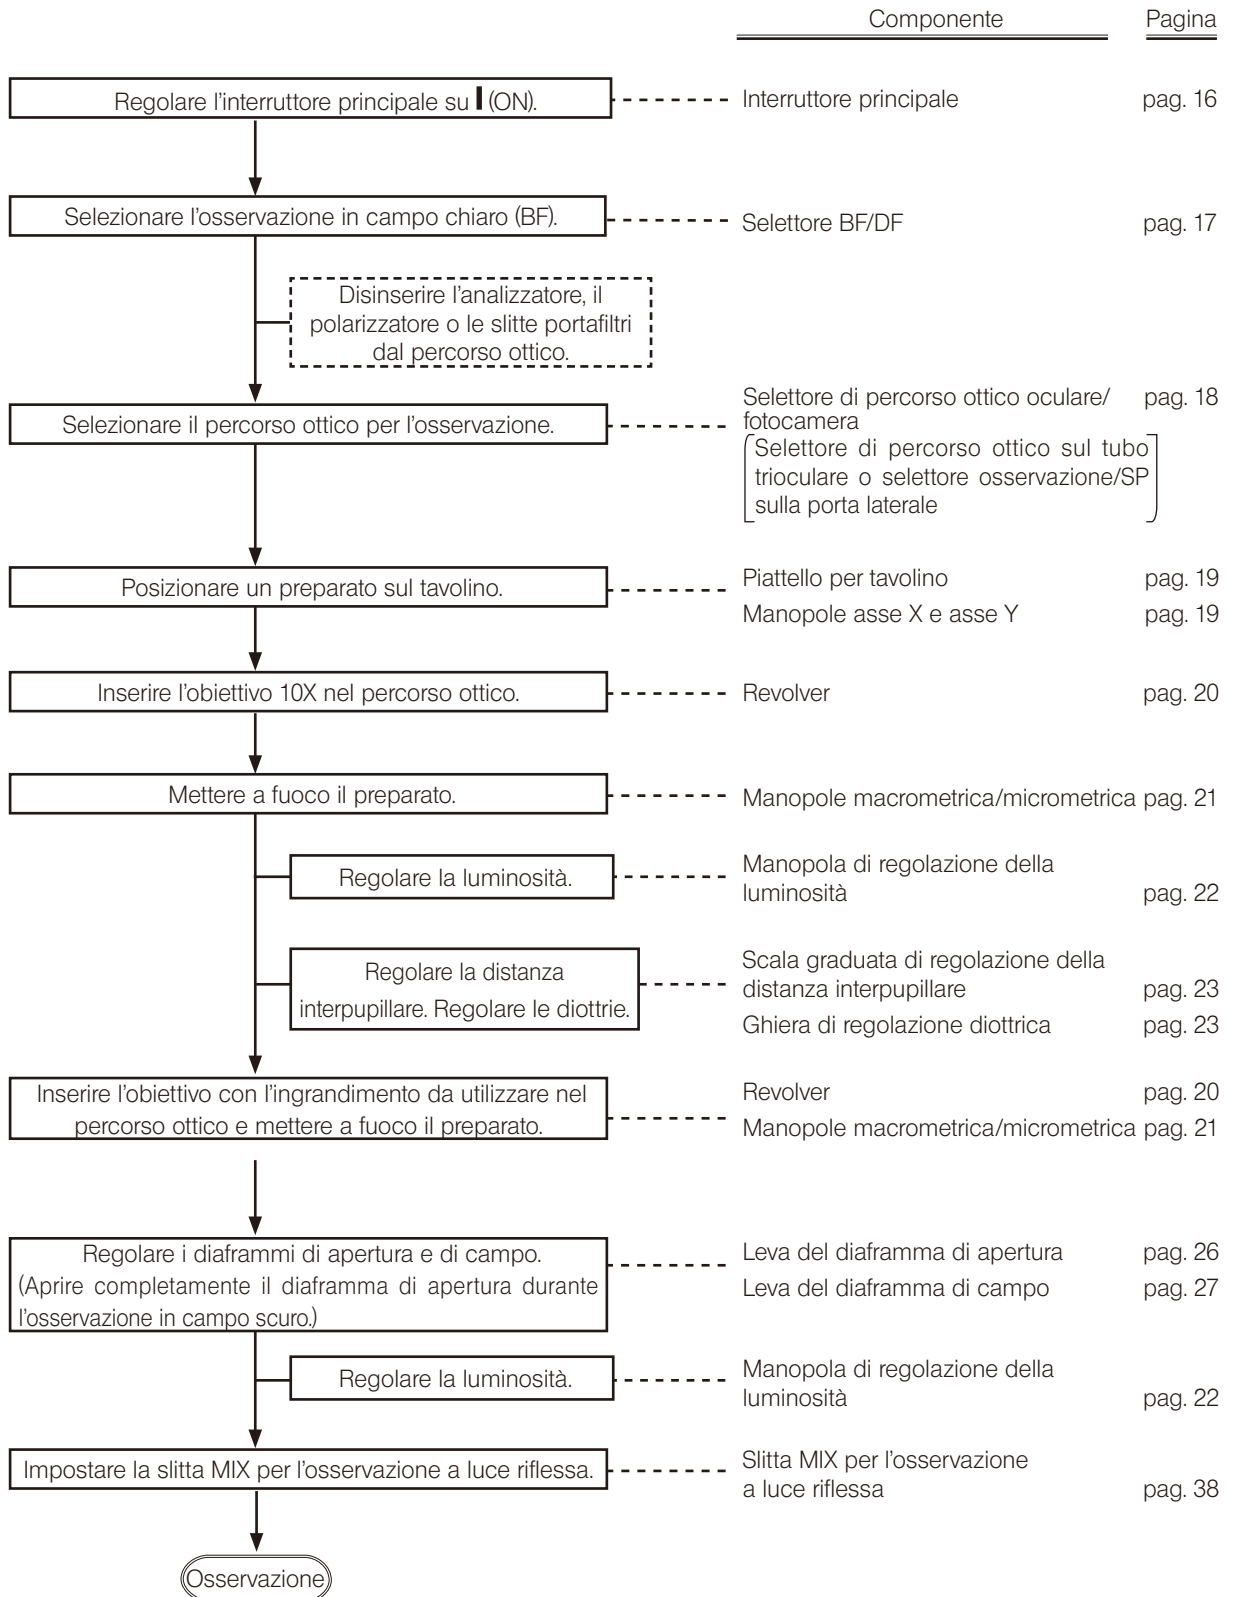 Componente Pagina
Regolare l'interruttore principale su I (ON). Interruttore principale pag. 16
Selezionare l'osservazione in campo chiaro (BF). Selettore BF/DF pag. 17
Disinserire l'analizzatore, il
polarizzatore o le slitte portafiltri
dal percorso ottico.
Selezionare il percorso ottico per l'osservazione.
Selettore di percorso ottico oculare/ pag. 18
fotocamera
Selettore di percorso ottico sul tubo
trioculare o selettore osservazione/SP
sulla porta laterale
Posizionare un preparato sul tavolino. Piattello per tavolino pag. 19
Manopole asse X e asse Y pag. 19
Inserire l'obiettivo 10X nel percorso ottico. Revolver pag. 20
Mettere a fuoco il preparato. Manopole macrometrica/micrometrica pag. 21
Regolare la luminosità.
Manopola di regolazione della
luminosità pag. 22
Regolare la distanza
interpupillare. Regolare le diottrie.
Scala graduata di regolazione della
distanza interpupillare pag. 23
Ghiera di regolazione diottrica pag. 23
Inserire l'obiettivo con l'ingrandimento da utilizzare nel
percorso ottico e mettere a fuoco il preparato.
Revolver pag. 20
Manopole macrometrica/micrometrica pag. 21
Regolare i diaframmi di apertura e di campo.
(Aprire completamente il diaframma di apertura durante
l'osservazione in campo scuro.)
Leva del diaframma di apertura pag. 26
Leva del diaframma di campo pag. 27
Regolare la luminosità.
Manopola di regolazione della
luminosità pag. 22
Impostare la slitta MIX per l'osservazione a luce riflessa.
Slitta MIX per l'osservazione
a luce riflessa pag. 38
Osservazione